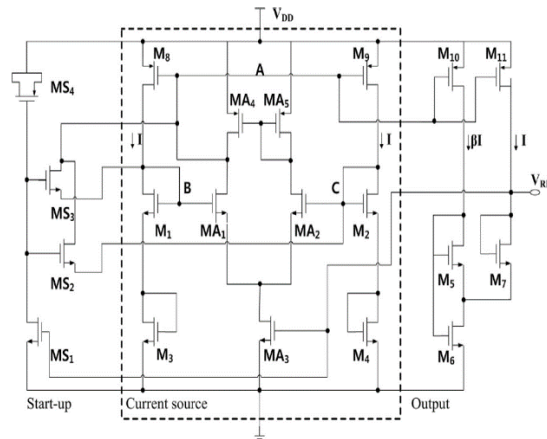 V_DD
M₈
M₉
M₁₀
M₁₁
A
MS₄
MA₄
MA₅
I
I
βI
I
MS₃
B
C
M₁
MA₁
MA₂
M₂
MS₂
M₅
M₇
M₃
MA₃
M₄
M₆
MS₁
Start-up
Current source
Output